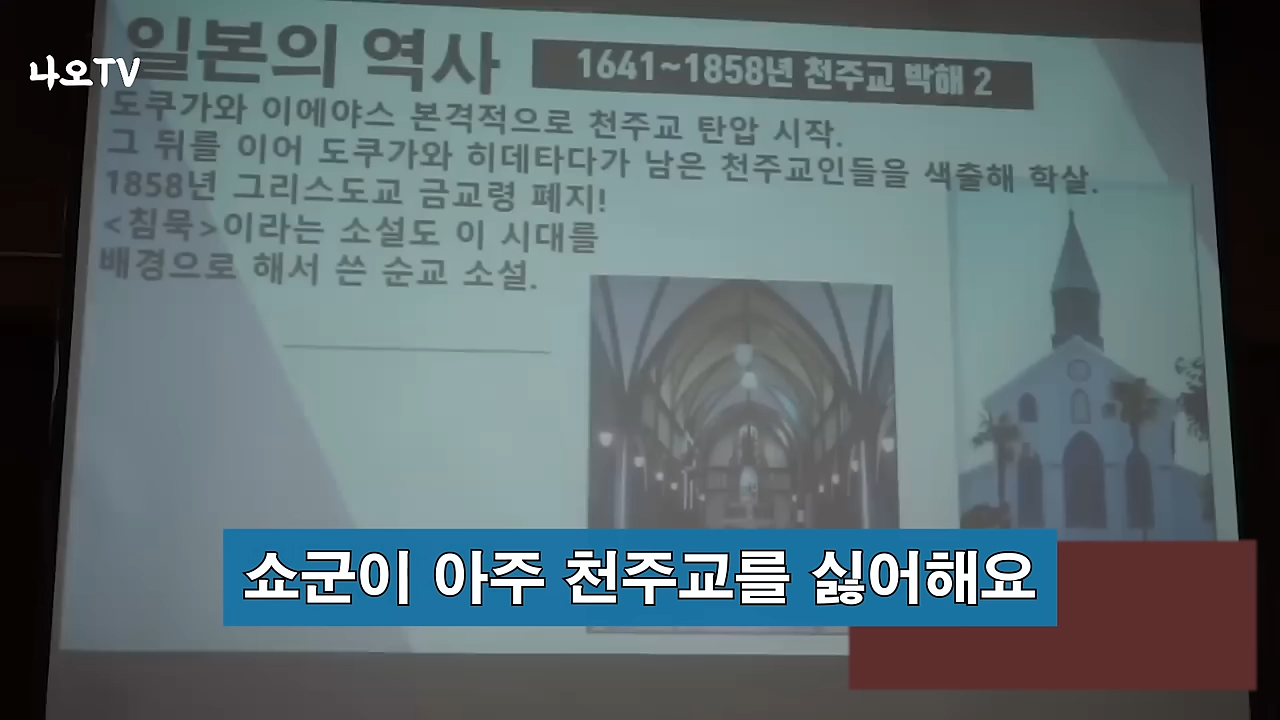 나오TV
일본의 역사
1641~1858년 천주교 박해 2
도쿠가와 이에야스 본격적으로 천주교 탄압 시작.
그 뒤를 이어 도쿠가와 히데타다가 남은 천주교인들을 색출해 학살.
1858년 그리스도교 금교령 폐지!
<침묵>이라는 소설도 이 시대를
배경으로 해서 쓴 순교 소설.
쇼군이 아주 천주교를 싫어해요